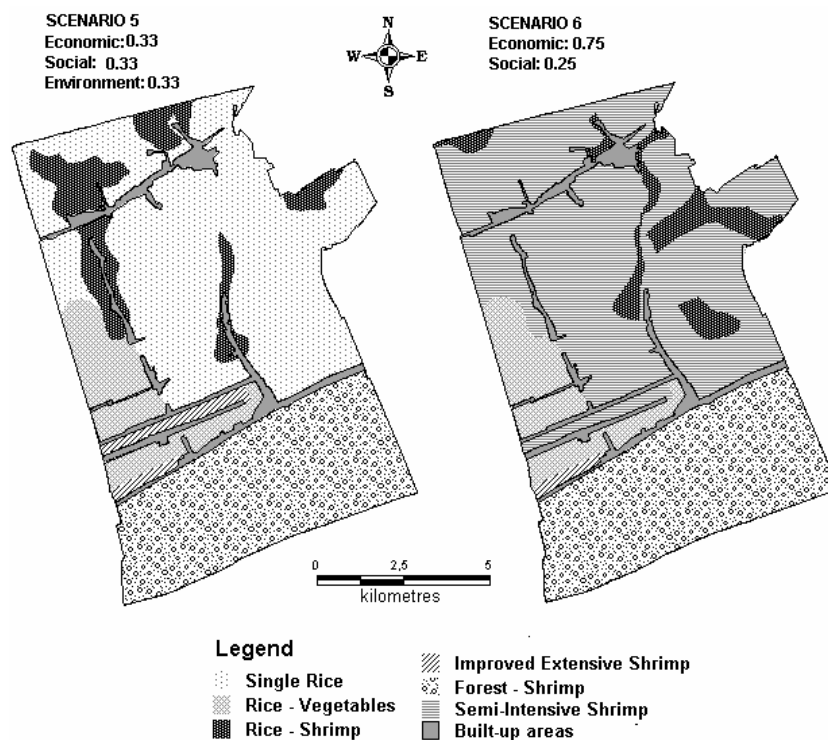 SCENARIO 5
Economic: 0.33
Social: 0.33
Environment: 0.33
N
W E
S
SCENARIO 6
Economic: 0.75
Social: 0.25
0 2,5 5
kilometres
Legend
Single Rice
Rice - Vegetables
Rice - Shrimp
Improved Extensive Shrimp
Forest - Shrimp
Semi-Intensive Shrimp
Built-up areas